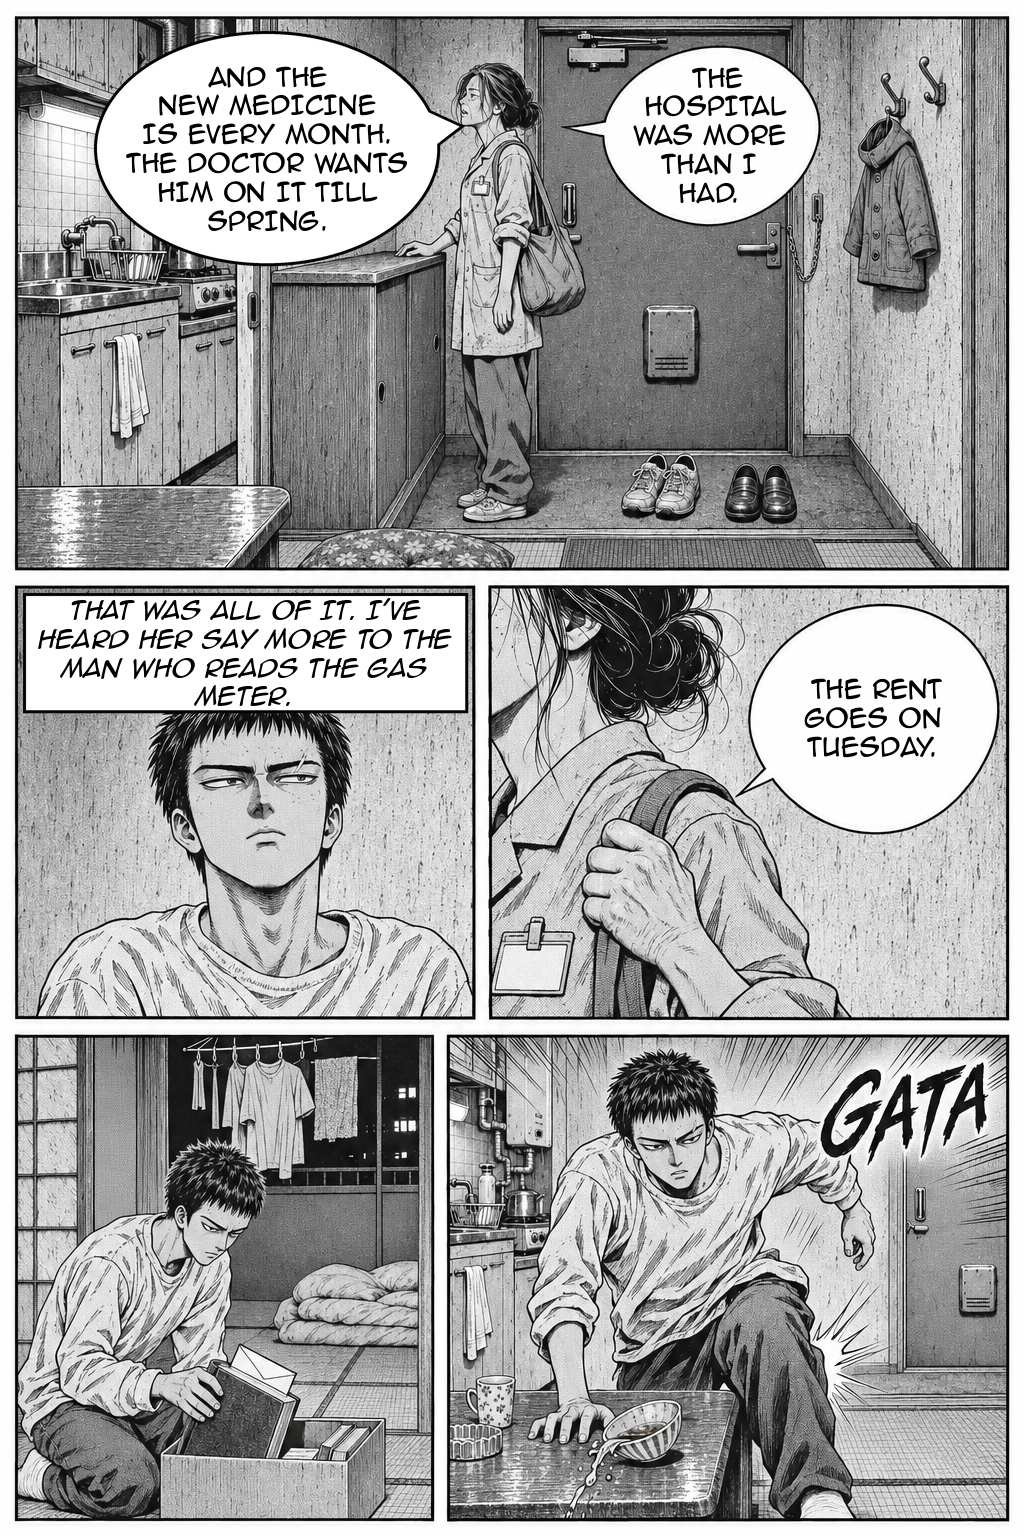 THE
HOSPITAL
WAS MORE
THAN I
HAD.
AND THE
NEW MEDICINE
IS EVERY MONTH.
THE DOCTOR WANTS
HIM ON IT TILL
SPRING.
THE RENT
GOES ON
TUESDAY.
THAT WAS ALL OF IT. I'VE
HEARD HER SAY MORE TO THE
MAN WHO READS THE GAS
METER.
GATA